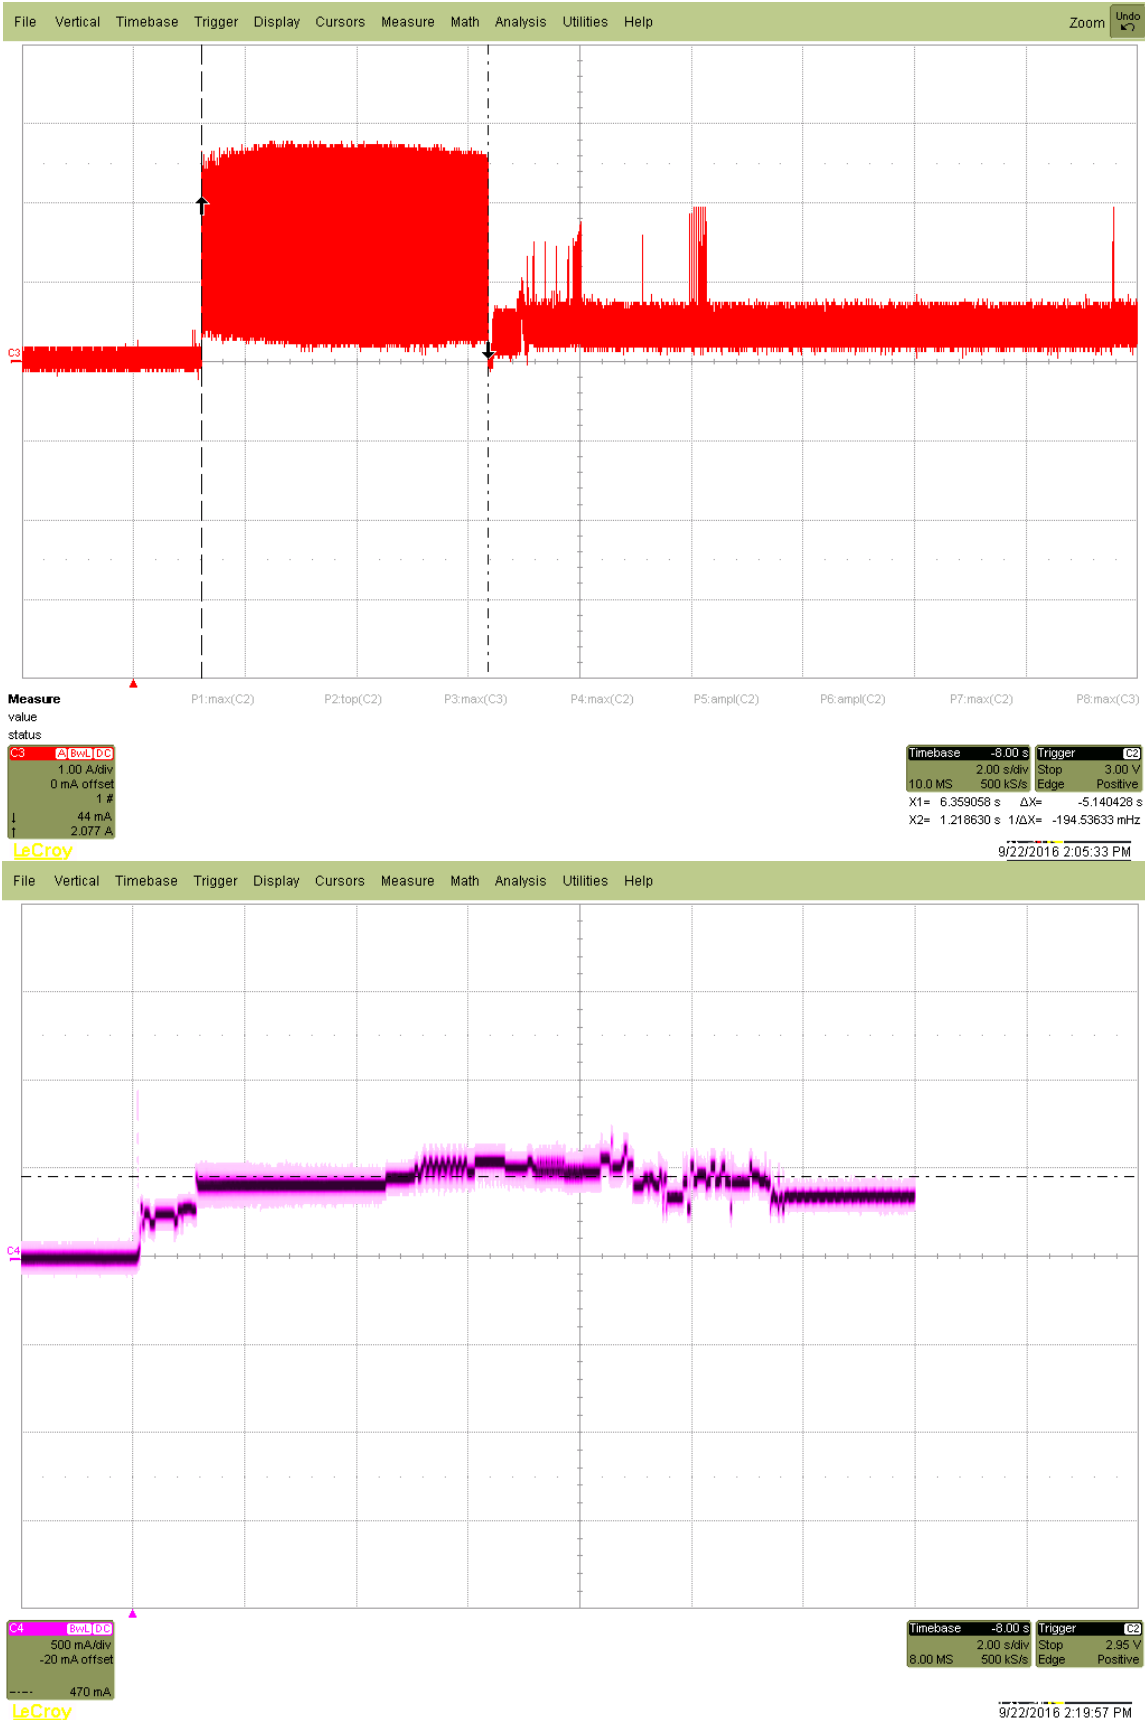 File Vertical Timebase Trigger Display Cursors Measure Math Analysis Utilities Help Zoom Undo
C3
Measure P1:max(C2) P2:top(C2) P3:max(C3) P4:max(C2) P5:ampl(C2) P6:ampl(C2) P7:max(C2) P8:max(C3)
value
status
C3 A BwL DC
1.00 A/div
0 mA offset
1 #
↓ 44 mA
↑ 2.077 A
LeCroy
Timebase -8.00 s Trigger C2
2.00 s/div Stop 3.00 V
10.0 MS 500 kS/s Edge Positive
X1= 6.359058 s ΔX= -5.140428 s
X2= 1.218630 s 1/ΔX= -194.53633 mHz
9/22/2016 2:05:33 PM
File Vertical Timebase Trigger Display Cursors Measure Math Analysis Utilities Help
C4
C4 BwL DC
500 mA/div
-20 mA offset
470 mA
LeCroy
Timebase -8.00 s Trigger C2
2.00 s/div Stop 2.95 V
8.00 MS 500 kS/s Edge Positive
9/22/2016 2:19:57 PM